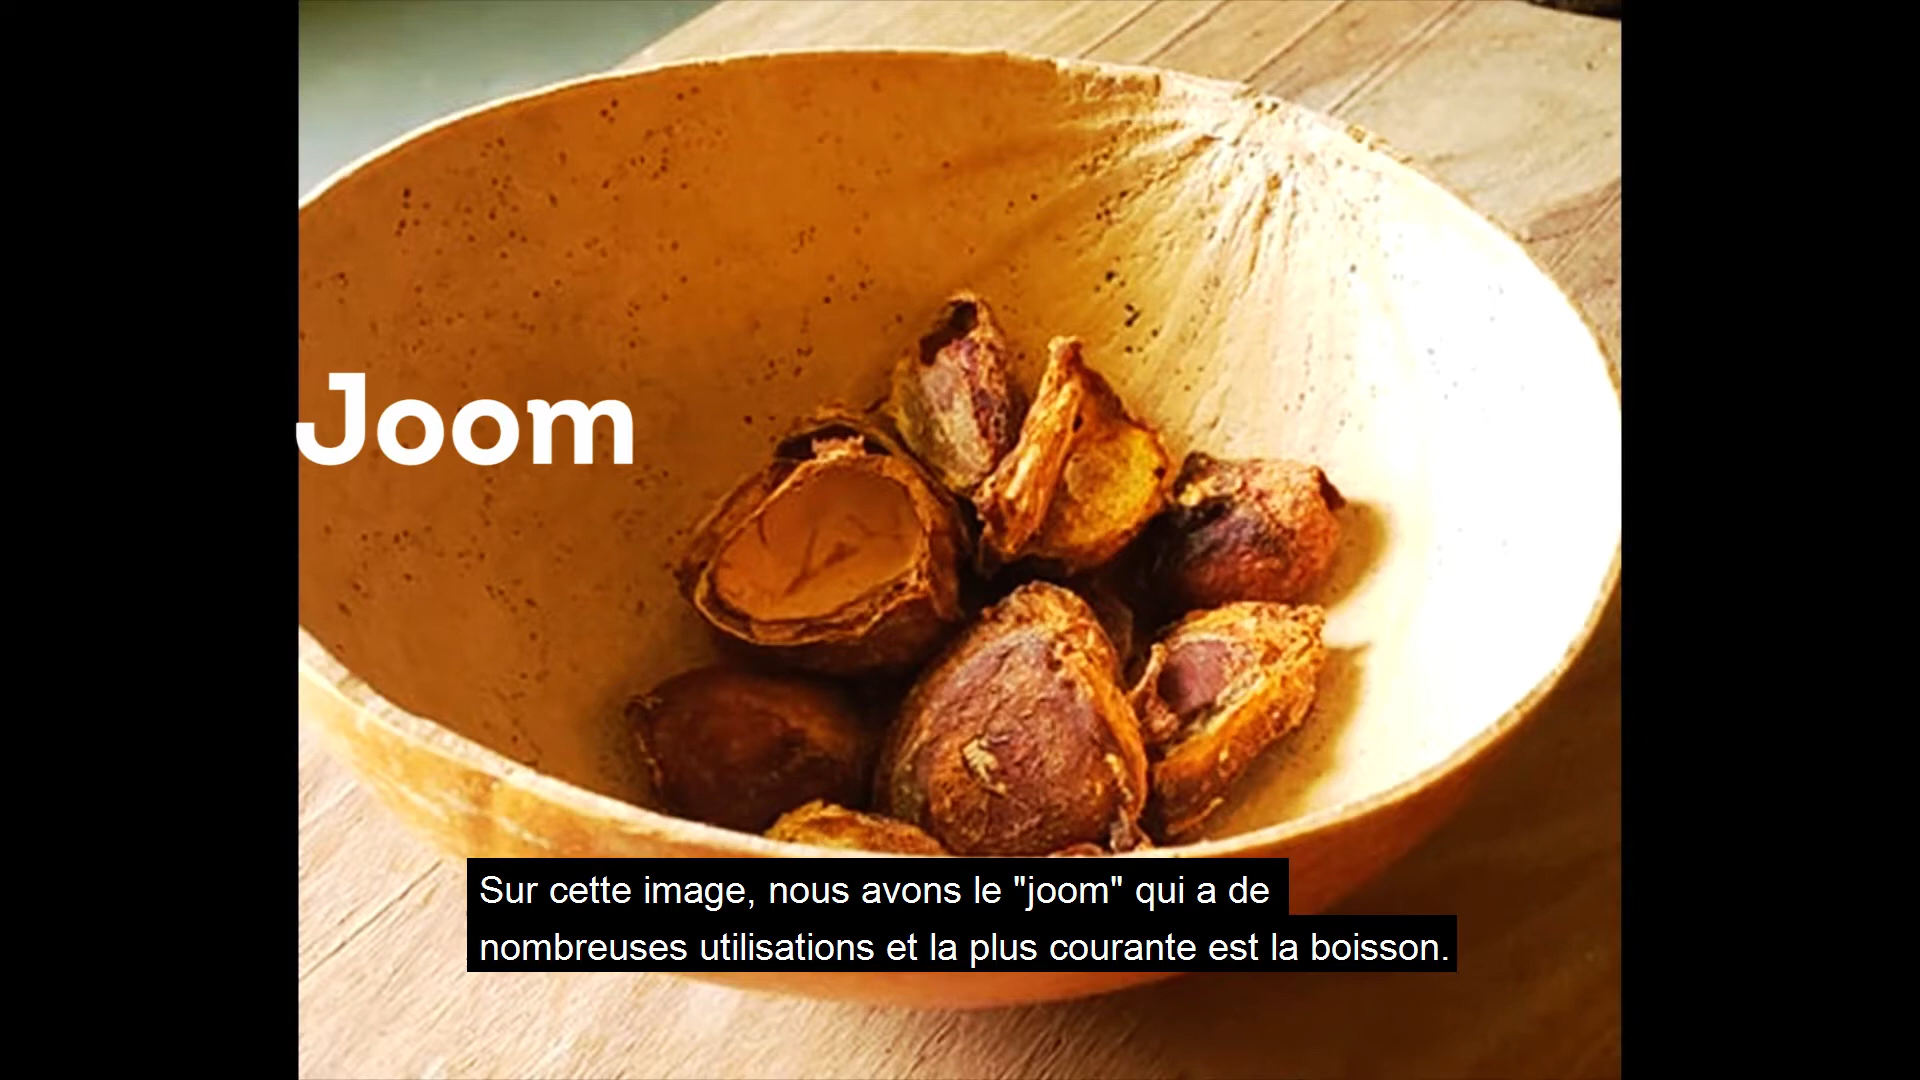 Joom
Sur cette image, nous avons le "joom" qui a de
nombreuses utilisations et la plus courante est la boisson.